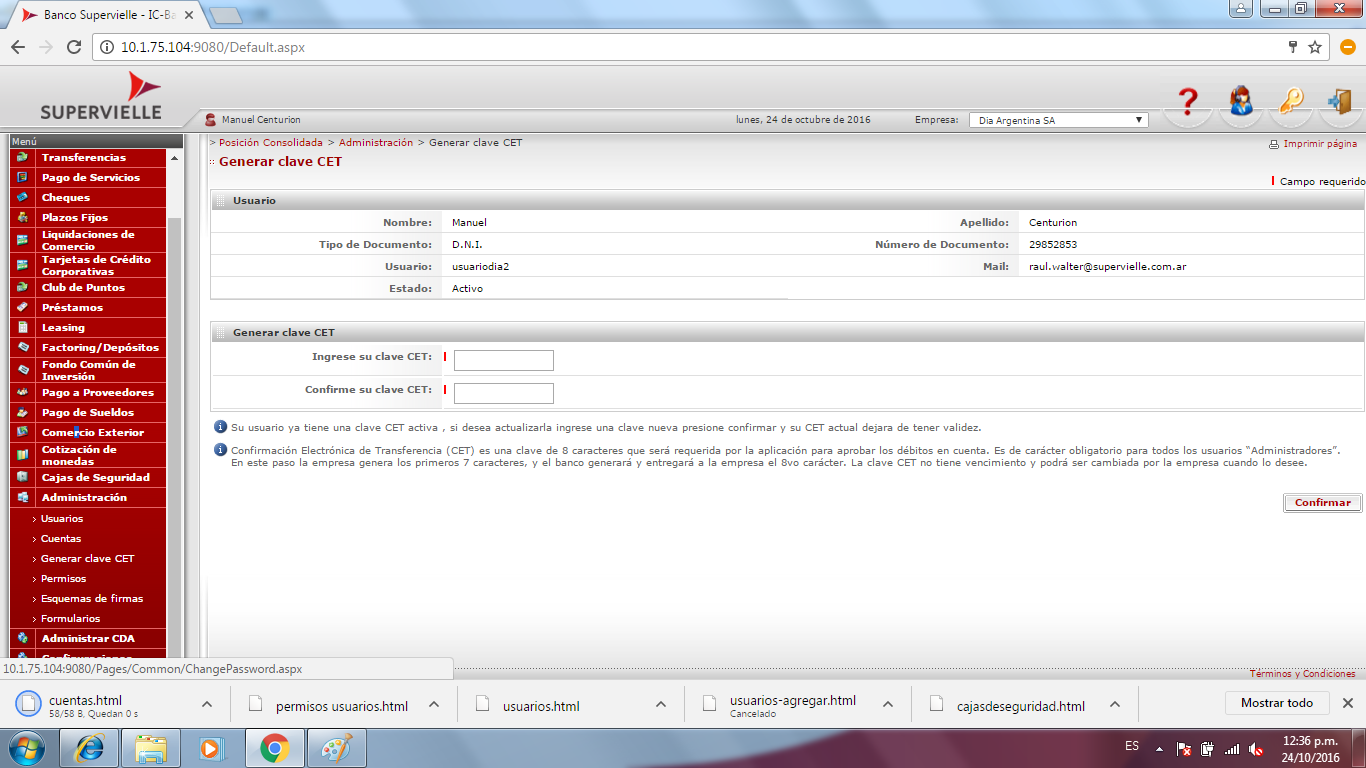 Banco Supervielle - IC-Ba
10.1.75.104:9080/Default.aspx
SUPERVIELLE
Manuel Centurion
lunes, 24 de octubre de 2016
Empresa:
Dia Argentina SA
Menú
Transferencias
Pago de Servicios
Cheques
Plazos Fijos
Liquidaciones de
Comercio
Tarjetas de Crédito
Corporativas
Club de Puntos
Préstamos
Leasing
Factoring/Depósitos
Fondo Común de
Inversión
Pago a Proveedores
Pago de Sueldos
Comercio Exterior
Cotización de
monedas
Cajas de Seguridad
Administración
> Usuarios
> Cuentas
> Generar clave CET
> Permisos
> Esquemas de firmas
> Formularios
Administrar CDA
> Posición Consolidada > Administración > Generar clave CET
Imprimir página
Generar clave CET
Campo requerido
Usuario
Nombre: Manuel
Apellido: Centurion
Tipo de Documento: D.N.I.
Número de Documento: 29852853
Usuario: usuariodia2
Mail: raul.walter@supervielle.com.ar
Estado: Activo
Generar clave CET
Ingrese su clave CET:
Confirme su clave CET:
Su usuario ya tiene una clave CET activa , si desea actualizarla ingrese una clave nueva presione confirmar y su CET actual dejara de tener validez.
Confirmación Electrónica de Transferencia (CET) es una clave de 8 caracteres que será requerida por la aplicación para aprobar los débitos en cuenta. Es de carácter obligatorio para todos los usuarios “Administradores”.
En este paso la empresa genera los primeros 7 caracteres, y el banco generará y entregará a la empresa el 8vo carácter. La clave CET no tiene vencimiento y podrá ser cambiada por la empresa cuando lo desee.
Confirmar
10.1.75.104:9080/Pages/Common/ChangePassword.aspx
Términos y Condiciones
cuentas.html
58/58 B, Quedan 0 s
permisos usuarios.html
usuarios.html
usuarios-agregar.html
Cancelado
cajasdeseguridad.html
Mostrar todo
ES
12:36 p.m.
24/10/2016